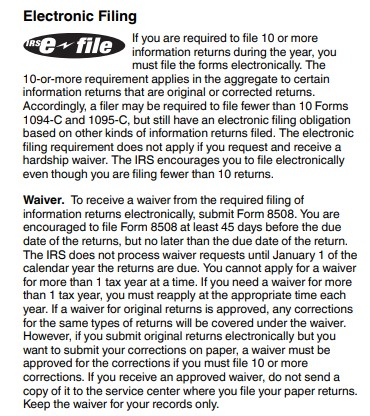 Electronic Filing
IRS e file
If you are required to file 10 or more
information returns during the year, you
must file the forms electronically. The
10-or-more requirement applies in the aggregate to certain
information returns that are original or corrected returns.
Accordingly, a filer may be required to file fewer than 10 Forms
1094-C and 1095-C, but still have an electronic filing obligation
based on other kinds of information returns filed. The electronic
filing requirement does not apply if you request and receive a
hardship waiver. The IRS encourages you to file electronically
even though you are filing fewer than 10 returns.
Waiver. To receive a waiver from the required filing of
information returns electronically, submit Form 8508. You are
encouraged to file Form 8508 at least 45 days before the due
date of the returns, but no later than the due date of the return.
The IRS does not process waiver requests until January 1 of the
calendar year the returns are due. You cannot apply for a waiver
for more than 1 tax year at a time. If you need a waiver for more
than 1 tax year, you must reapply at the appropriate time each
year. If a waiver for original returns is approved, any corrections
for the same types of returns will be covered under the waiver.
However, if you submit original returns electronically but you
want to submit your corrections on paper, a waiver must be
approved for the corrections if you must file 10 or more
corrections. If you receive an approved waiver, do not send a
copy of it to the service center where you file your paper returns.
Keep the waiver for your records only.